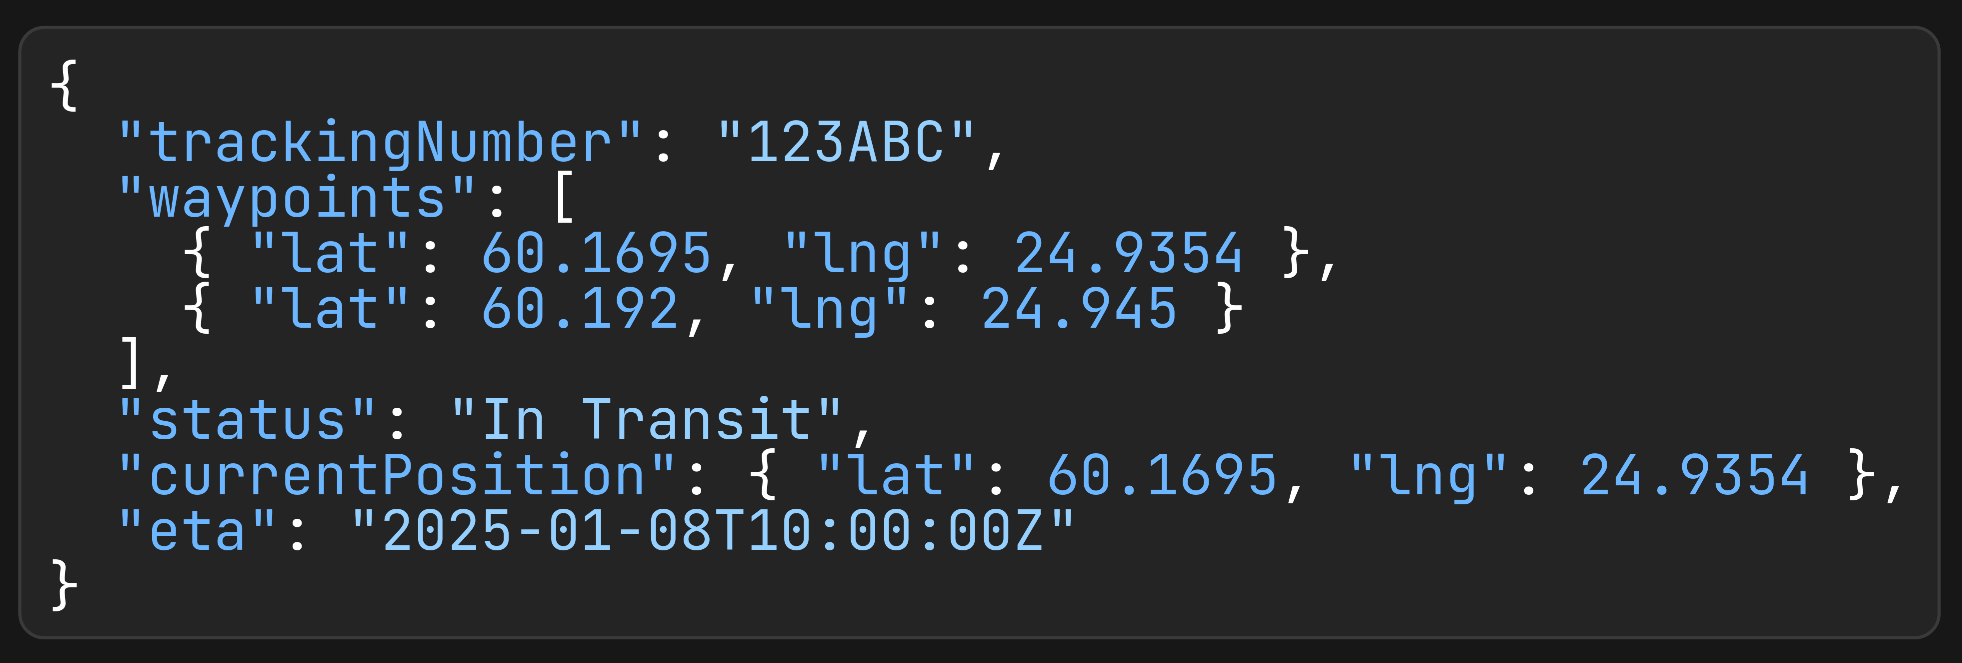 {
  "trackingNumber": "123ABC",
  "waypoints": [
    { "lat": 60.1695, "lng": 24.9354 },
    { "lat": 60.192, "lng": 24.945 }
  ],
  "status": "In Transit",
  "currentPosition": { "lat": 60.1695, "lng": 24.9354 },
  "eta": "2025-01-08T10:00:00Z"
}